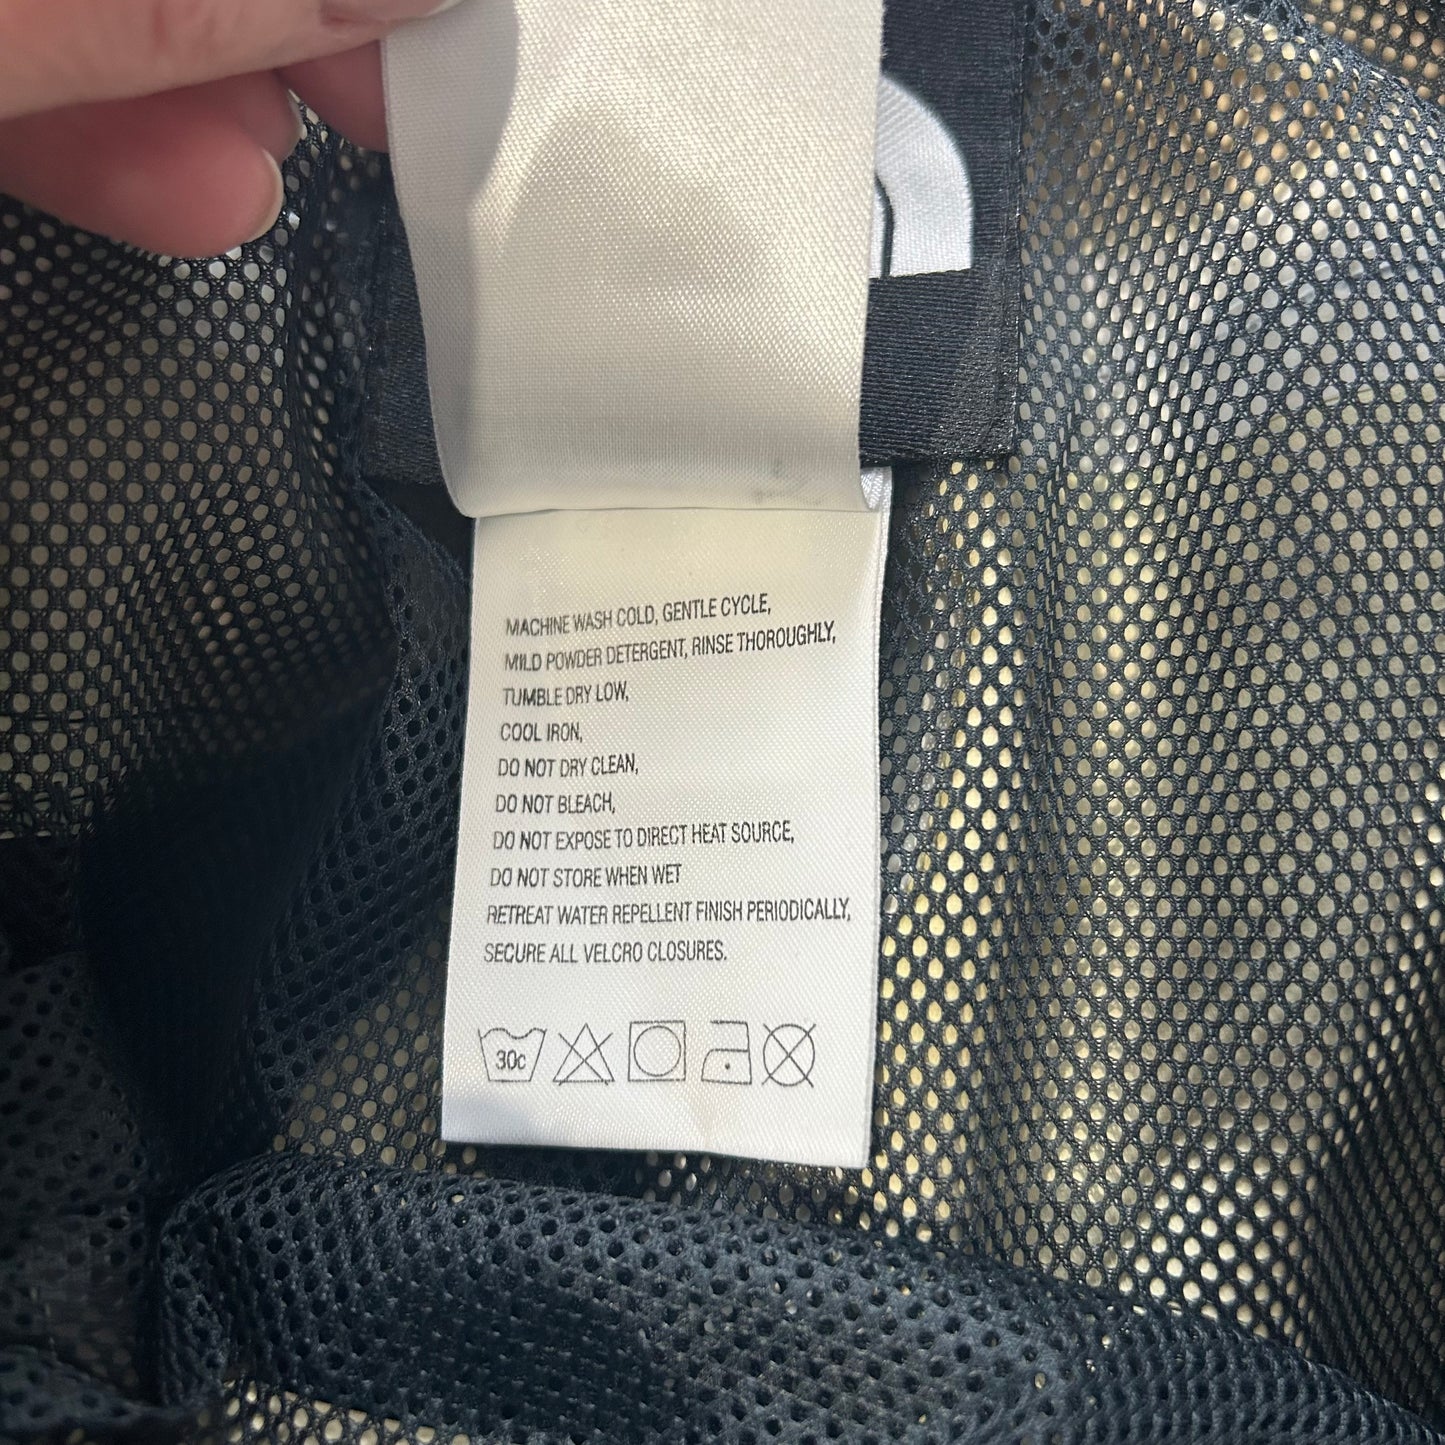 MACHINE WASH COLD, GENTLE CYCLE,
MILD POWDER DETERGENT, RINSE THOROUGHLY,
TUMBLE DRY LOW,
COOL IRON,
DO NOT DRY CLEAN,
DO NOT BLEACH,
DO NOT EXPOSE TO DIRECT HEAT SOURCE,
DO NOT STORE WHEN WET
RETREAT WATER REPELLENT FINISH PERIODICALLY,
SECURE ALL VELCRO CLOSURES.
30c